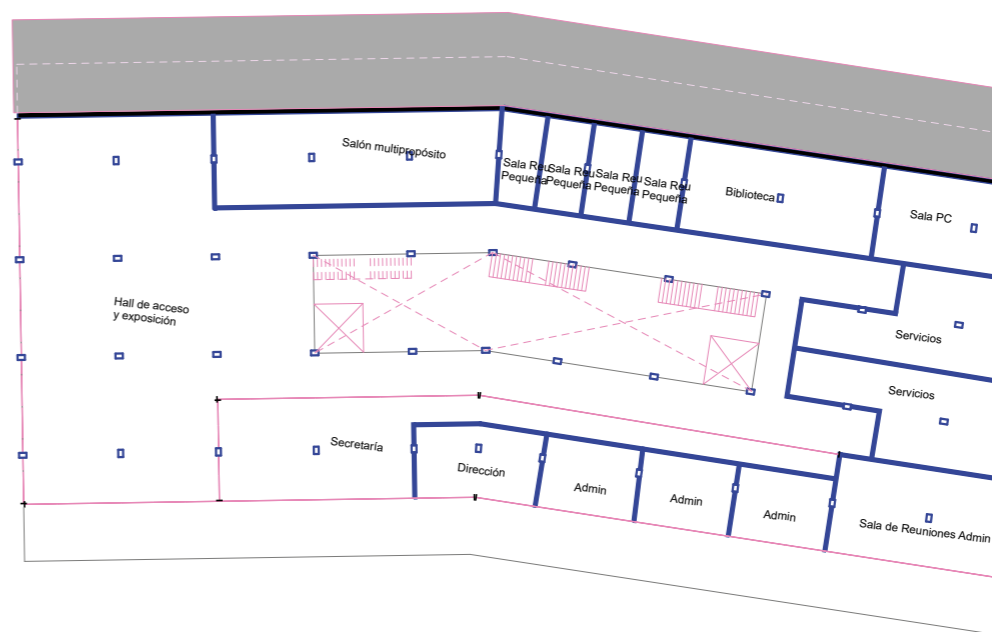 Salón multipropósito
Sala Reu
Pequeña
Sala Reu
Pequeña
Sala Reu
Pequeña
Sala Reu
Pequeña
Biblioteca
Sala PC
Hall de acceso
y exposición
Servicios
Servicios
Secretaría
Dirección
Admin
Admin
Admin
Sala de Reuniones Admin